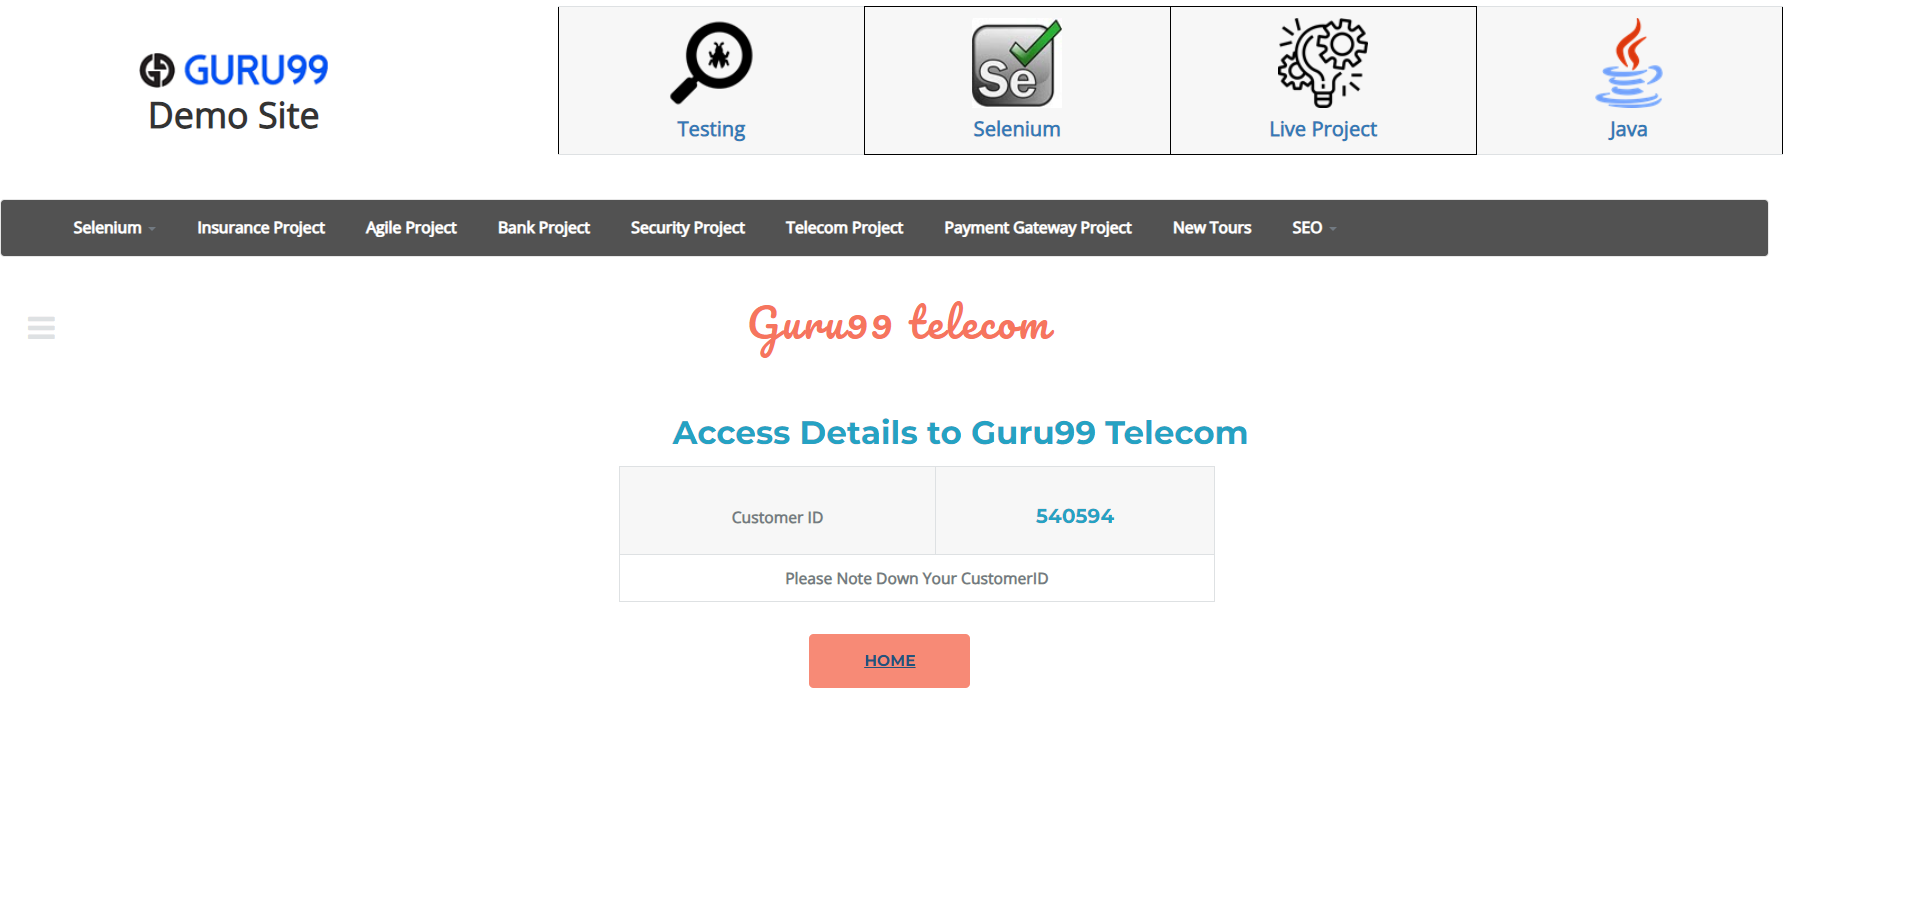 GURU99
Demo Site
Testing
Se
Selenium
Live Project
Java
Selenium Insurance Project Agile Project Bank Project Security Project Telecom Project Payment Gateway Project New Tours SEO
Guru99 telecom
Access Details to Guru99 Telecom
Customer ID 540594
Please Note Down Your CustomerID
HOME